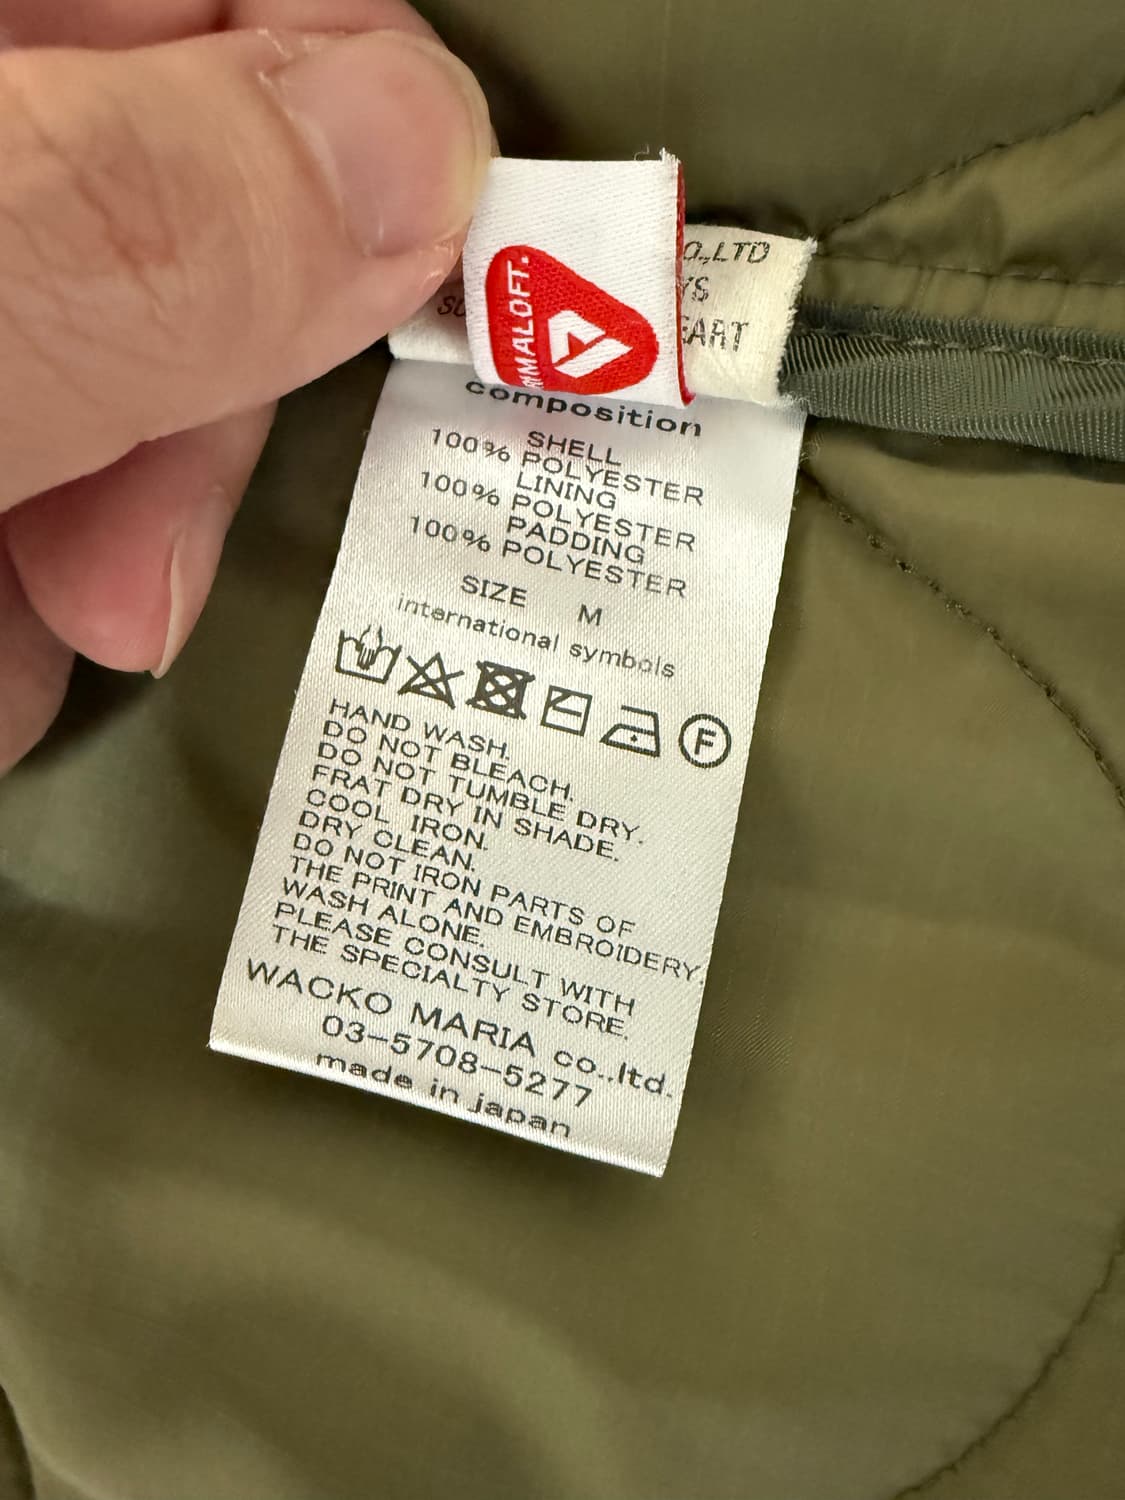 O.,LTD
EART
composition
SHELL
100% POLYESTER
LINING
100% POLYESTER
PADDING
100% POLYESTER
SIZE M
international symbols
F
HAND WASH.
DO NOT BLEACH.
DO NOT TUMBLE DRY.
FRAT DRY IN SHADE.
COOL IRON.
DRY CLEAN.
DO NOT IRON PARTS OF
THE PRINT AND EMBROIDERY.
WASH ALONE.
PLEASE CONSULT WITH
THE SPECIALTY STORE.
WACKO MARIA co.,ltd.
03-5708-5277
made in japan